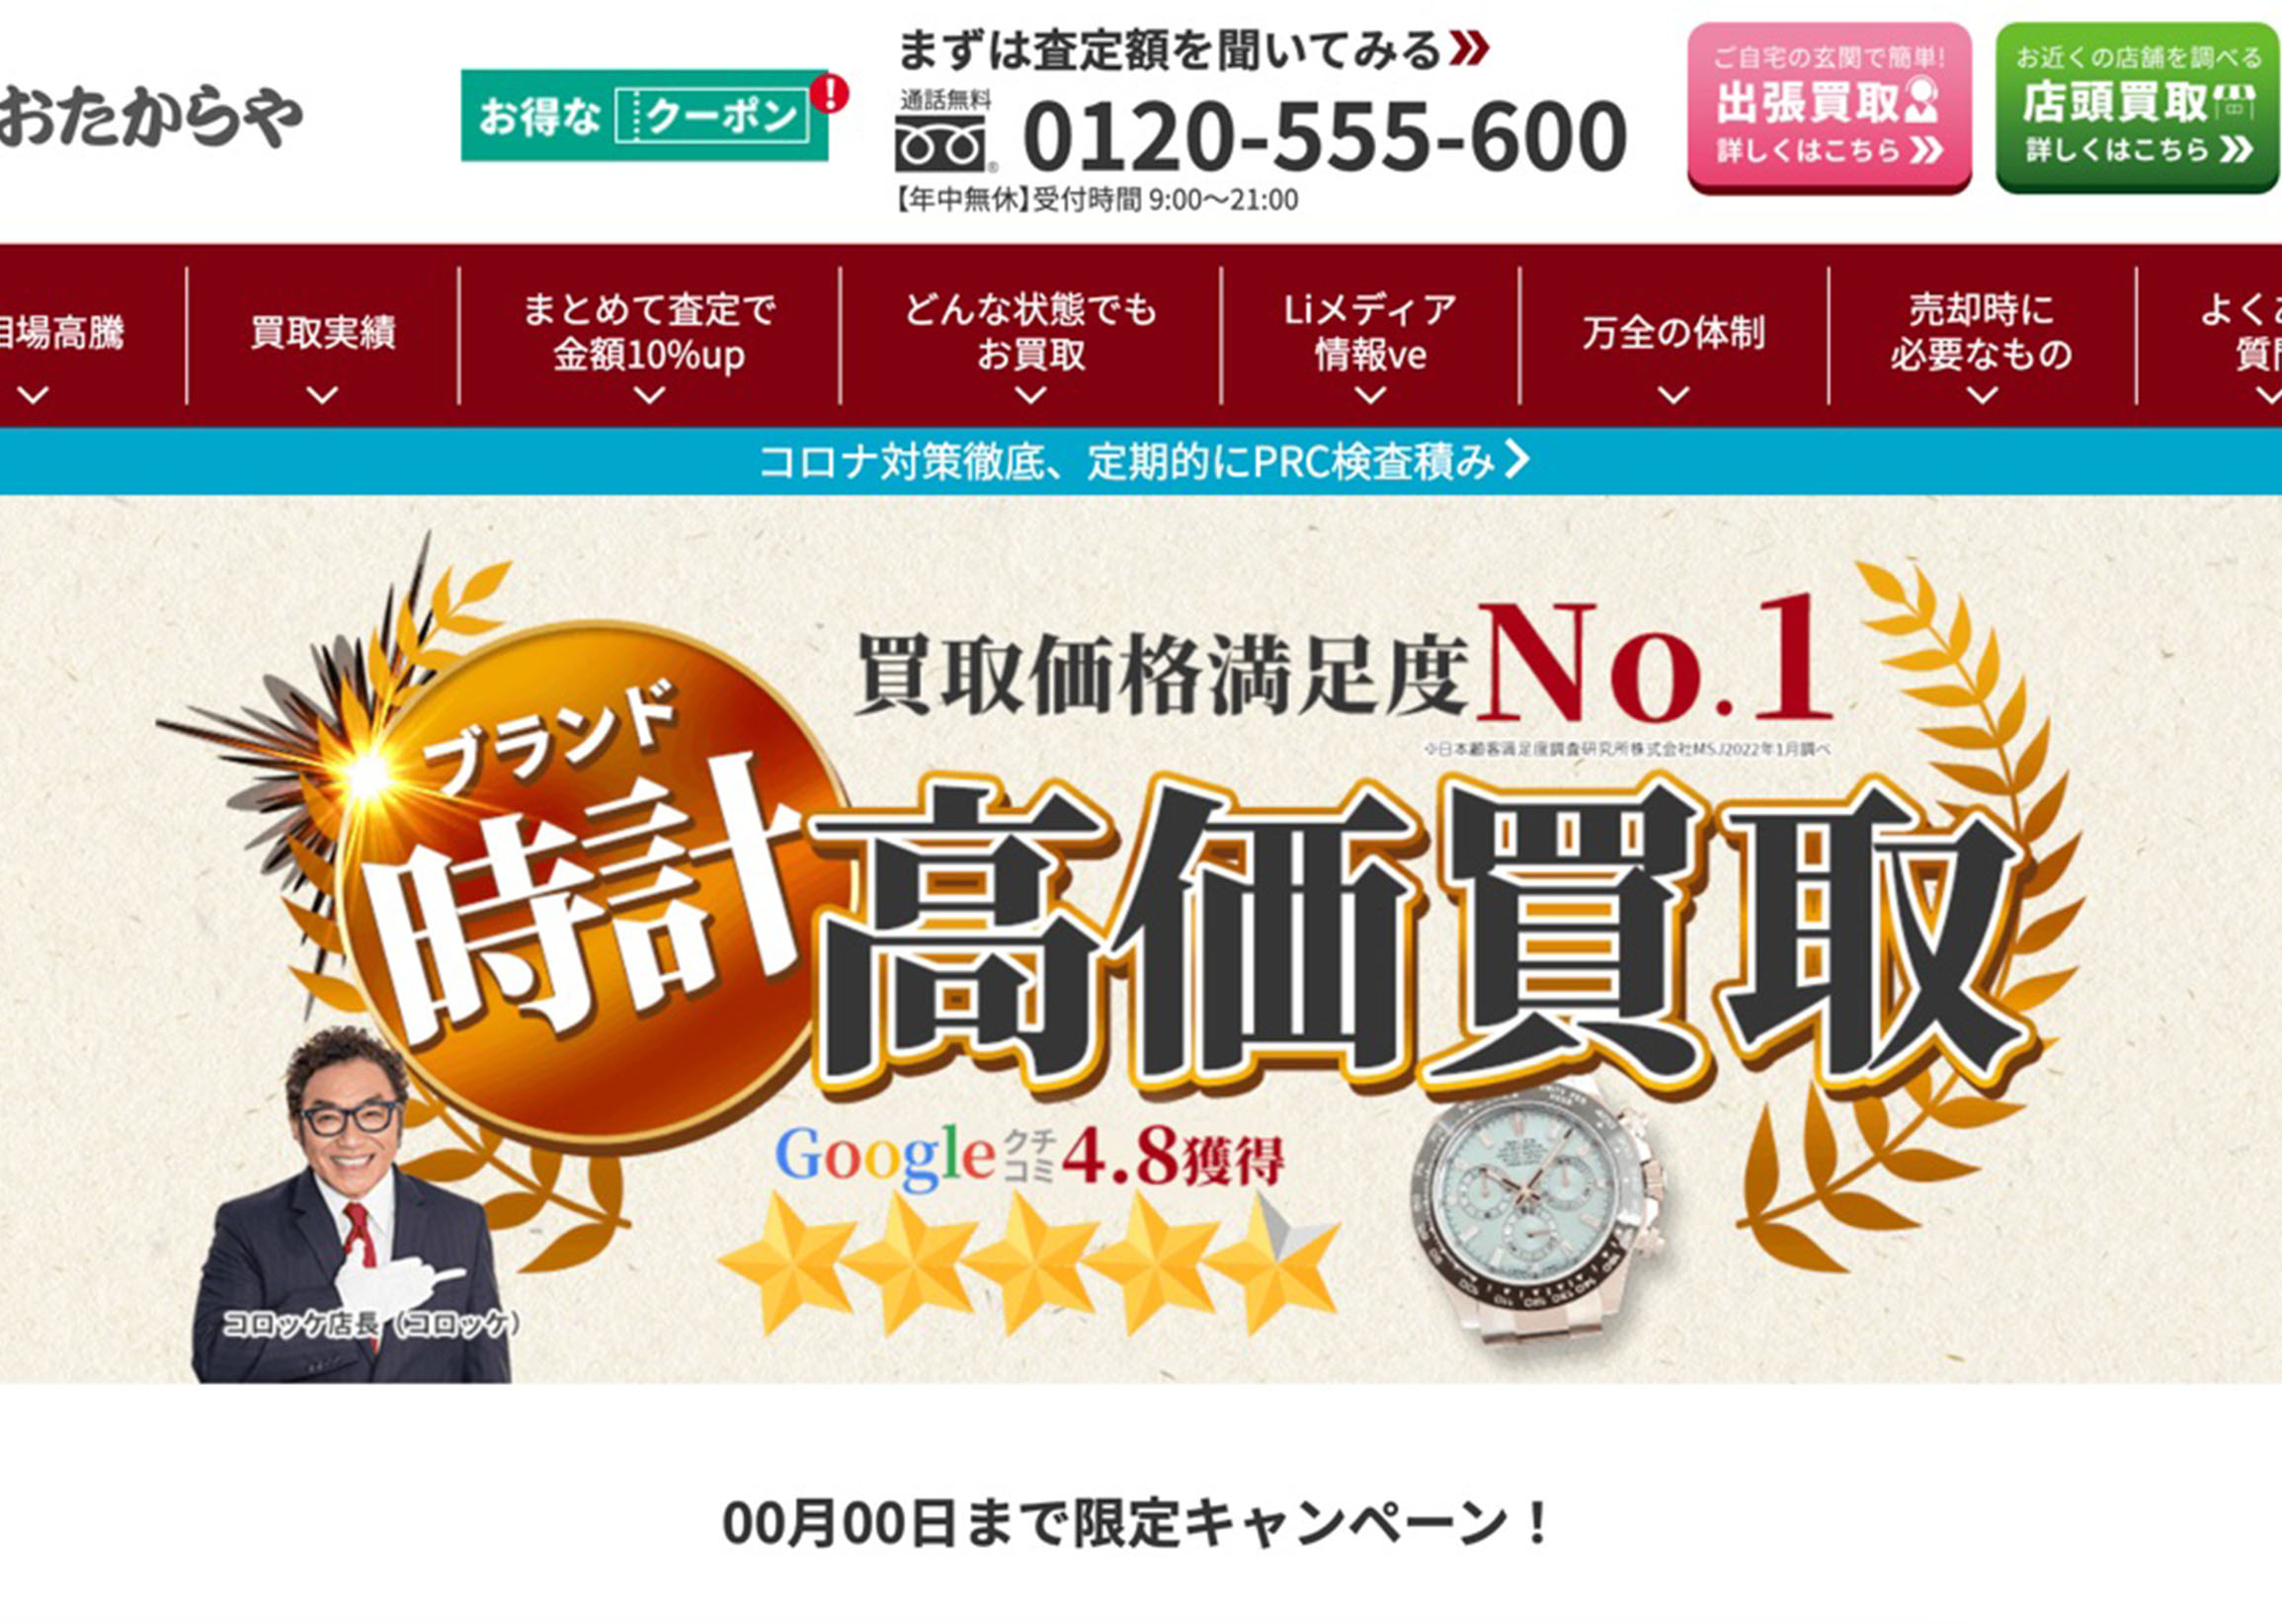 おたからや
お得な クーポン !
まずは査定額を聞いてみる
通話無料
0120-555-600
【年中無休】受付時間 9:00〜21:00
ご自宅の玄関で簡単!
出張買取
詳しくはこちら
お近くの店舗を調べる
店頭買取
詳しくはこちら
相場高騰
買取実績
まとめて査定で
金額10%up
どんな状態でも
お買取
Liメディア
情報ve
万全の体制
売却時に
必要なもの
よく
質問
コロナ対策徹底、定期的にPRC検査積み
買取価格満足度No.1
※日本顧客満足度調査研究所株式会社MSJ2022年1月調べ
ブランド
時計
高価買取
Google クチコミ 4.8獲得
コロッケ店長（コロッケ）
00月00日まで限定キャンペーン！